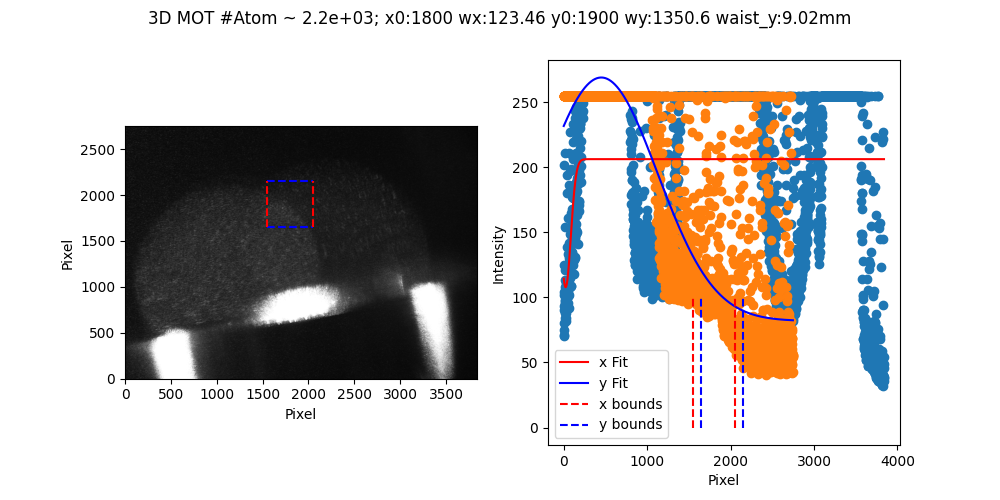 3D MOT #Atom ~ 2.2e+03; x0:1800 wx:123.46 y0:1900 wy:1350.6 waist_y:9.02mm
2500
2000
1500
1000
500
0
Pixel
0 500 1000 1500 2000 2500 3000 3500
Pixel
250
200
150
100
50
0
Intensity
x Fit
y Fit
x bounds
y bounds
0 1000 2000 3000 4000
Pixel